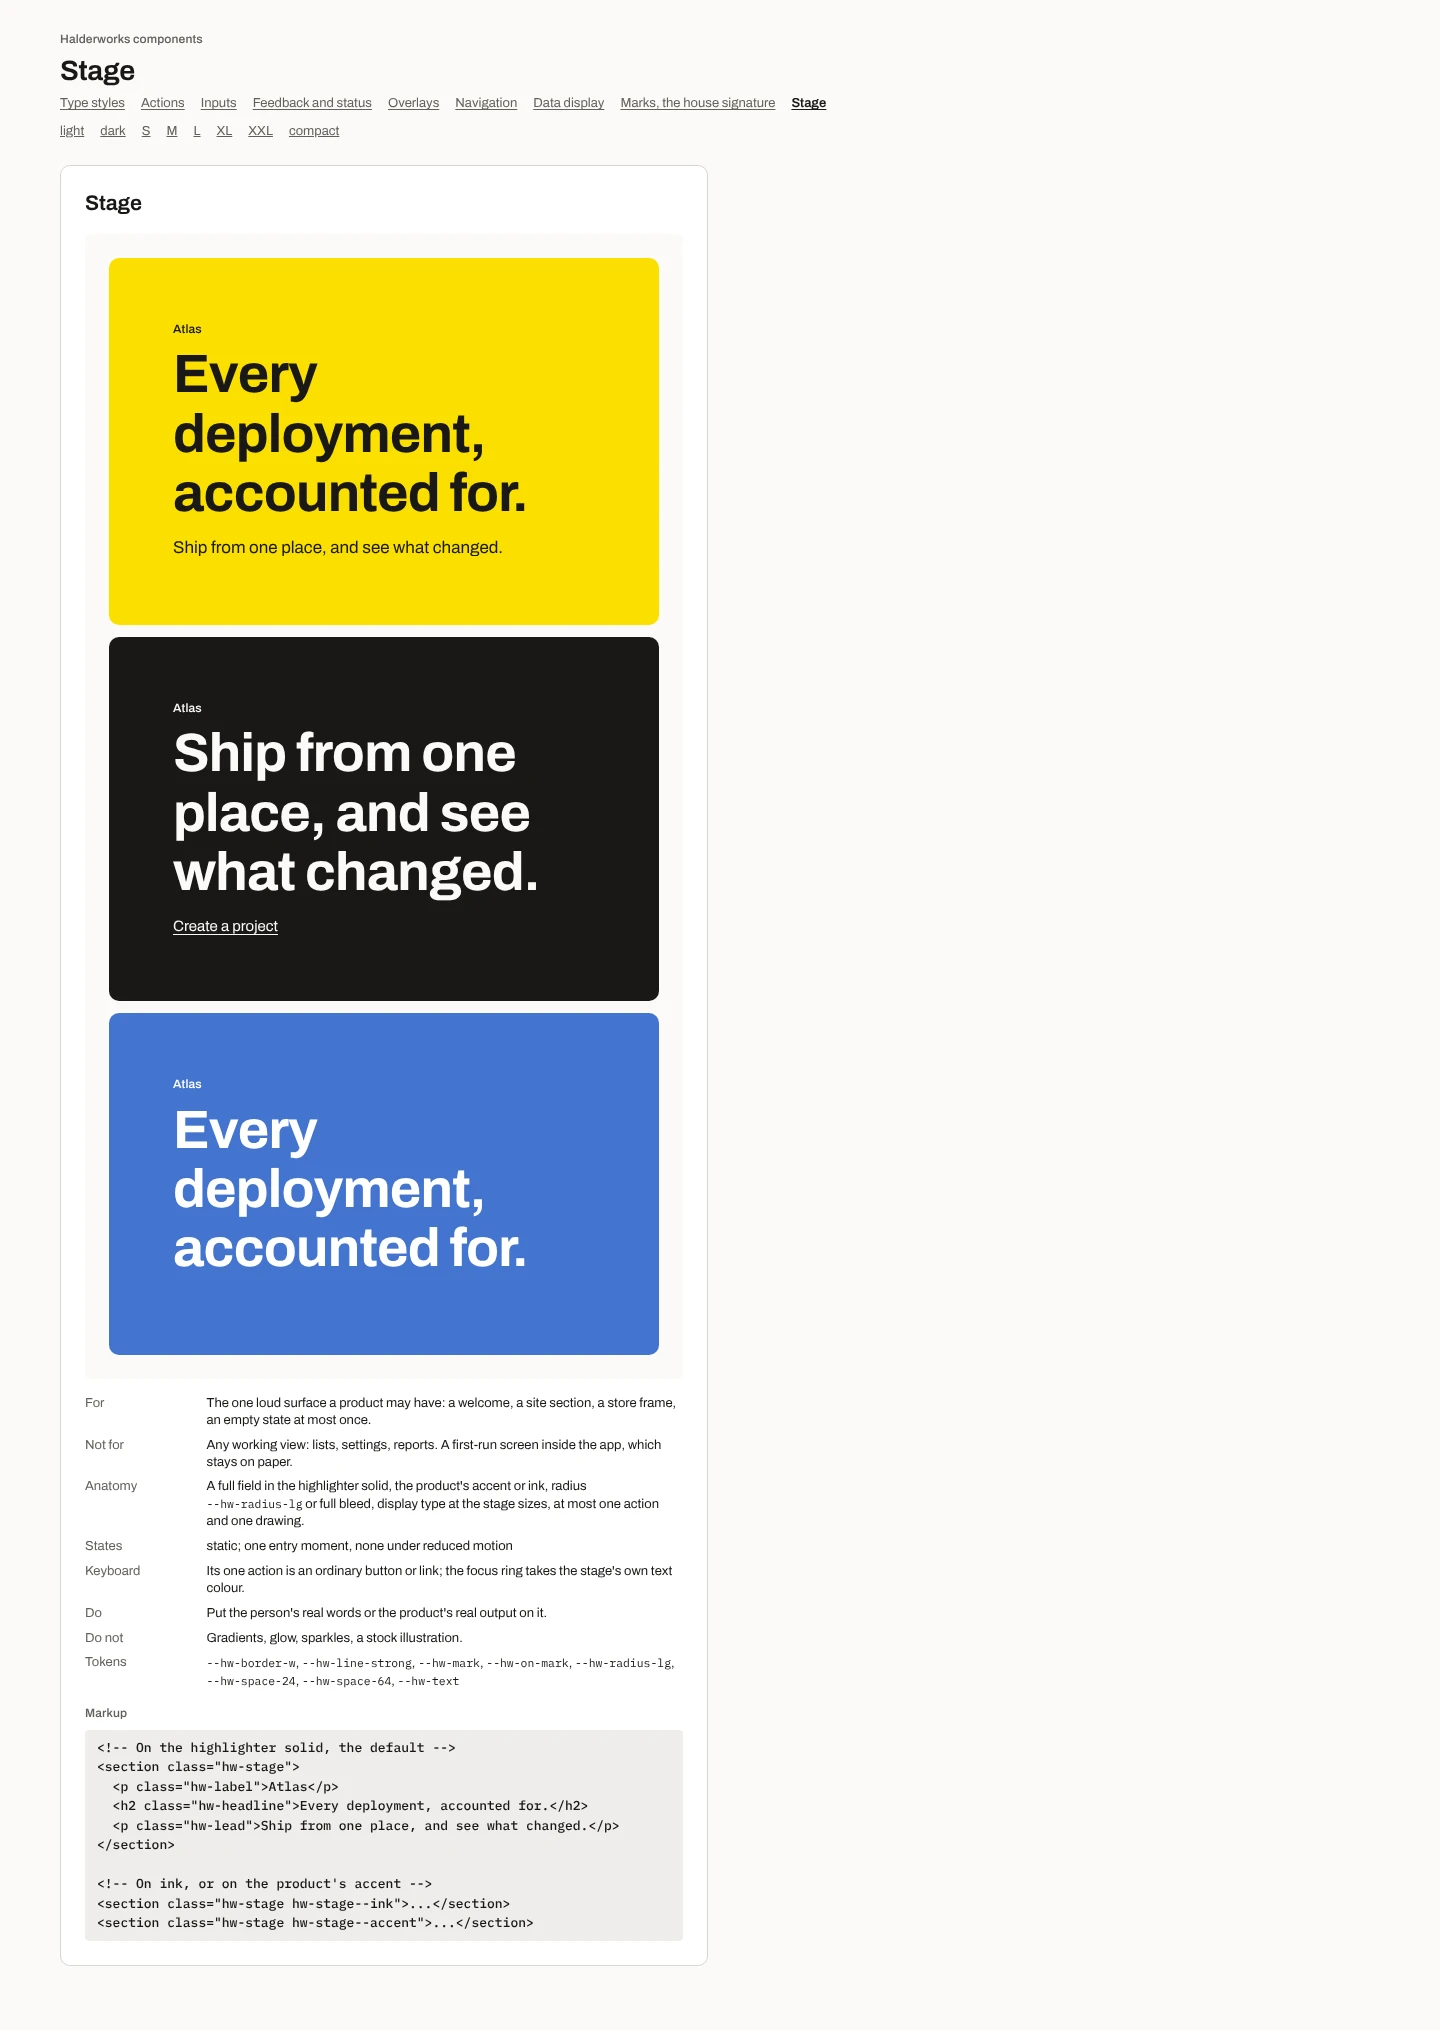 Halderworks components
Stage
Type styles Actions Inputs Feedback and status Overlays Navigation Data display Marks, the house signature Stage
light dark S M L XL XXL compact
Stage
Atlas
Every
deployment,
accounted for.
Ship from one place, and see what changed.
Atlas
Ship from one
place, and see
what changed.
Create a project
Atlas
Every
deployment,
accounted for.
For The one loud surface a product may have: a welcome, a site section, a store frame,
an empty state at most once.
Not for Any working view: lists, settings, reports. A first-run screen inside the app, which
stays on paper.
Anatomy A full field in the highlighter solid, the product's accent or ink, radius
--hw-radius-lg or full bleed, display type at the stage sizes, at most one action
and one drawing.
States static; one entry moment, none under reduced motion
Keyboard Its one action is an ordinary button or link; the focus ring takes the stage's own text
colour.
Do Put the person's real words or the product's real output on it.
Do not Gradients, glow, sparkles, a stock illustration.
Tokens --hw-border-w, --hw-line-strong, --hw-mark, --hw-on-mark, --hw-radius-lg,
--hw-space-24, --hw-space-64, --hw-text
Markup
<!-- On the highlighter solid, the default -->
<section class="hw-stage">
  <p class="hw-label">Atlas</p>
  <h2 class="hw-headline">Every deployment, accounted for.</h2>
  <p class="hw-lead">Ship from one place, and see what changed.</p>
</section>
<!-- On ink, or on the product's accent -->
<section class="hw-stage hw-stage--ink">...</section>
<section class="hw-stage hw-stage--accent">...</section>